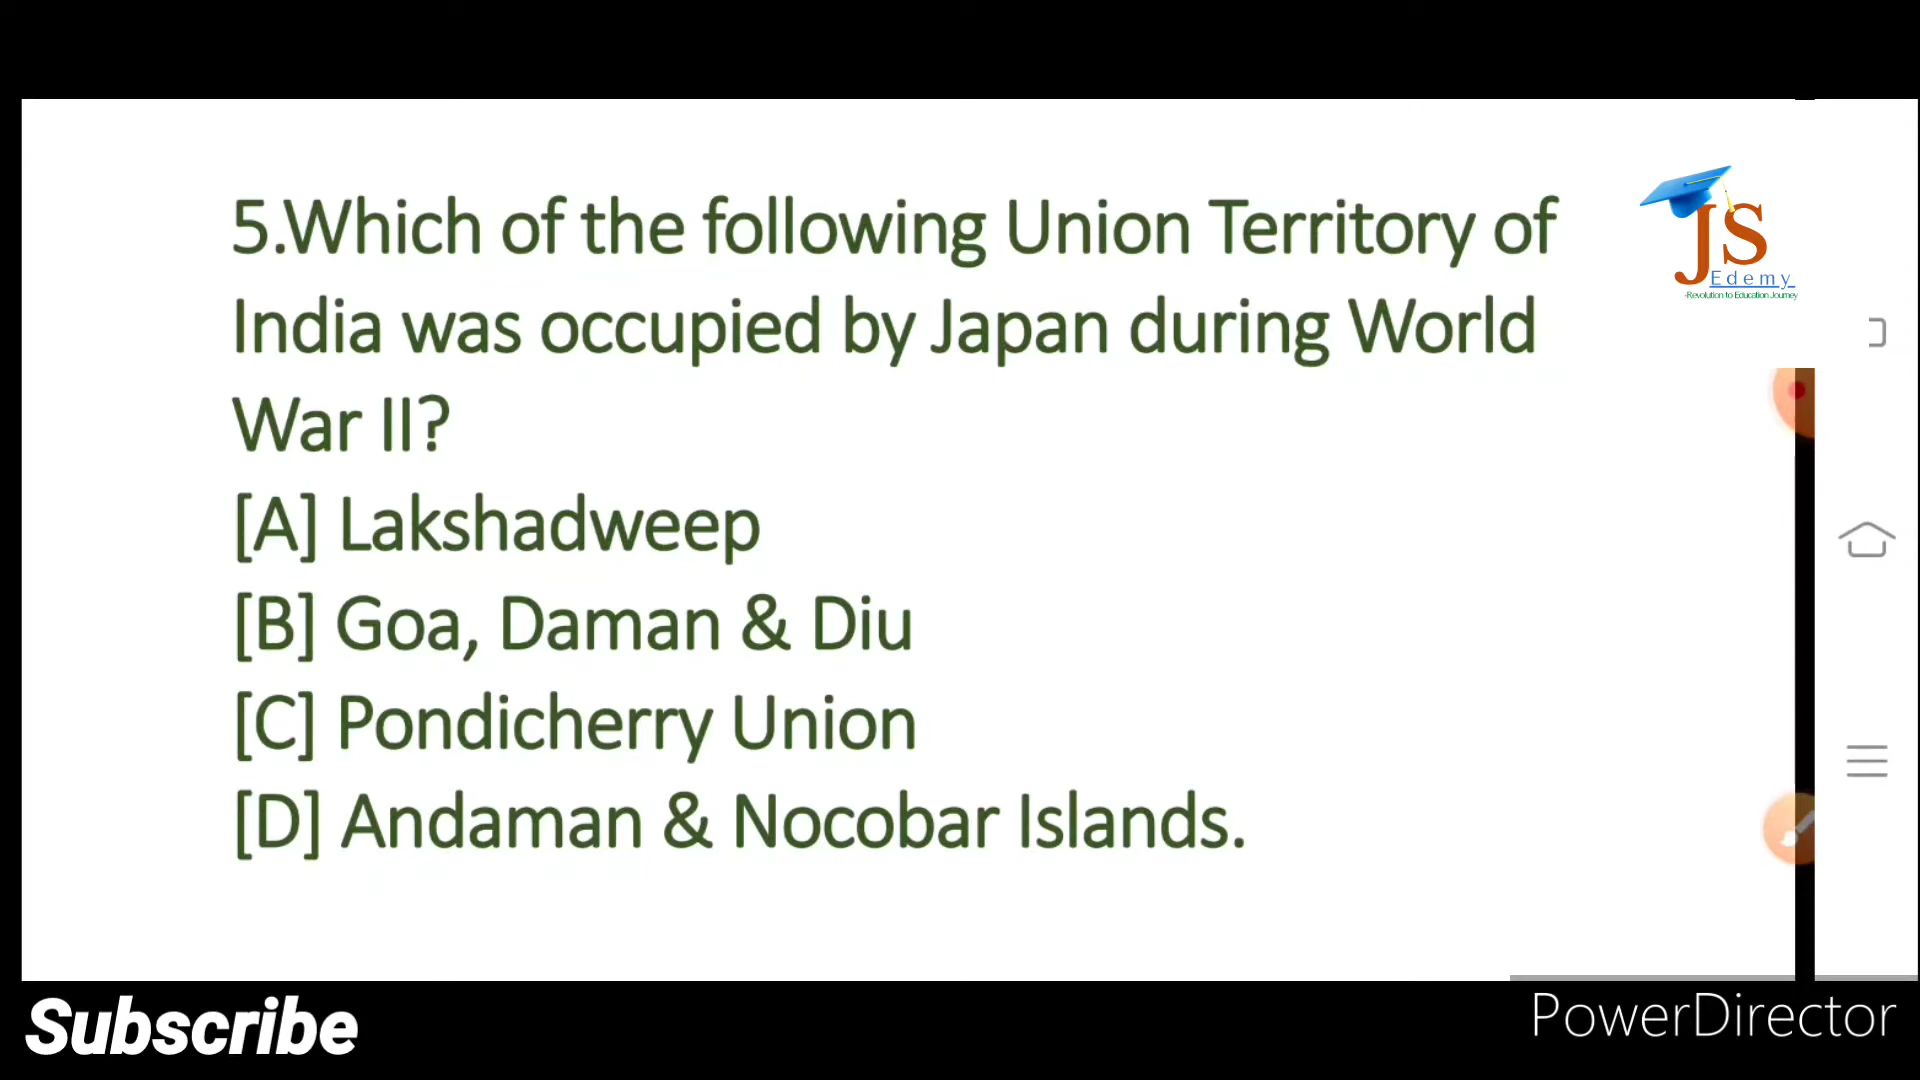 5.Which of the following Union Territory of
India was occupied by Japan during World
War II?
[A] Lakshadweep
[B] Goa, Daman & Diu
[C] Pondicherry Union
[D] Andaman & Nocobar Islands.
JS
Edemy
-Revolution to Education Journey
Subscribe
PowerDirector